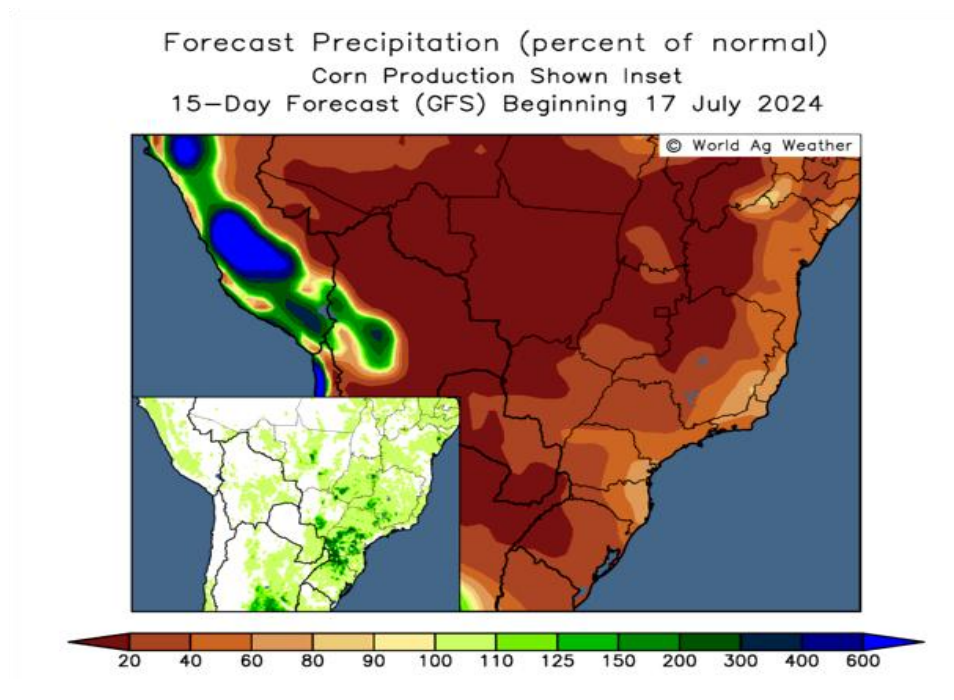 Forecast Precipitation (percent of normal)
Corn Production Shown Inset
15-Day Forecast (GFS) Beginning 17 July 2024
© World Ag Weather
20 40 60 80 90 100 110 125 150 200 300 400 600